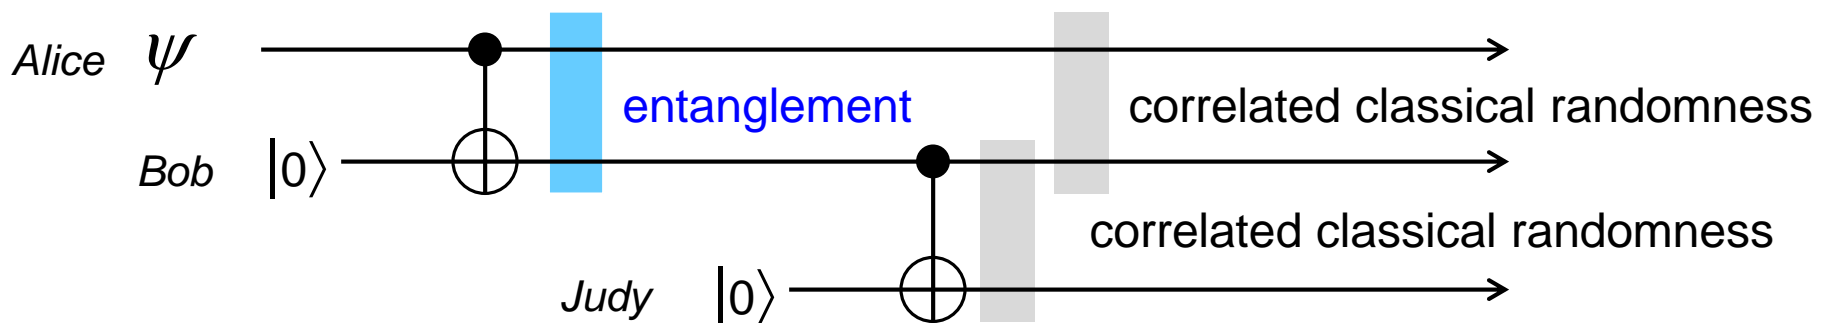 Alice ψ
entanglement correlated classical randomness
Bob |0⟩
correlated classical randomness
Judy |0⟩